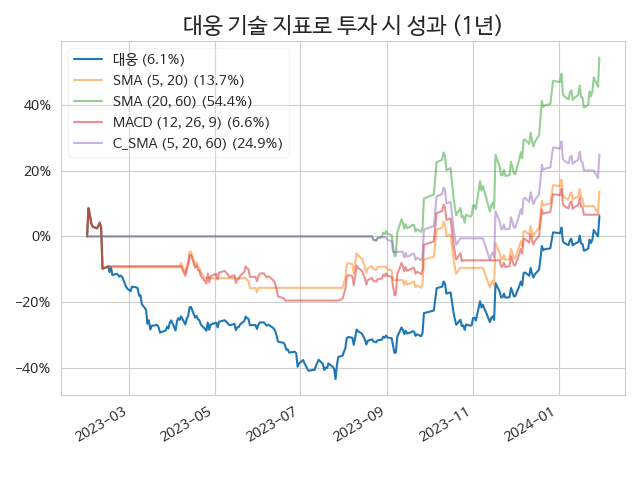 대웅 기술 지표로 투자 시 성과 (1년)
대웅 (6.1%)
SMA (5, 20) (13.7%)
SMA (20, 60) (54.4%)
MACD (12, 26, 9) (6.6%)
C_SMA (5, 20, 60) (24.9%)
40%
20%
0%
−20%
−40%
2023−03
2023−05
2023−07
2023−09
2023−11
2024−01